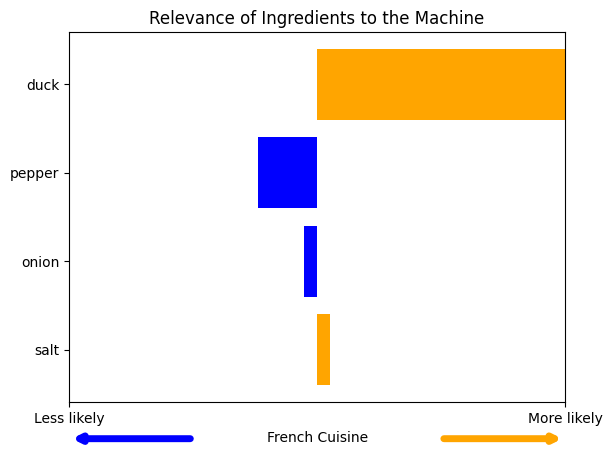 Relevance of Ingredients to the Machine
duck
pepper
onion
salt
Less likely
More likely
French Cuisine